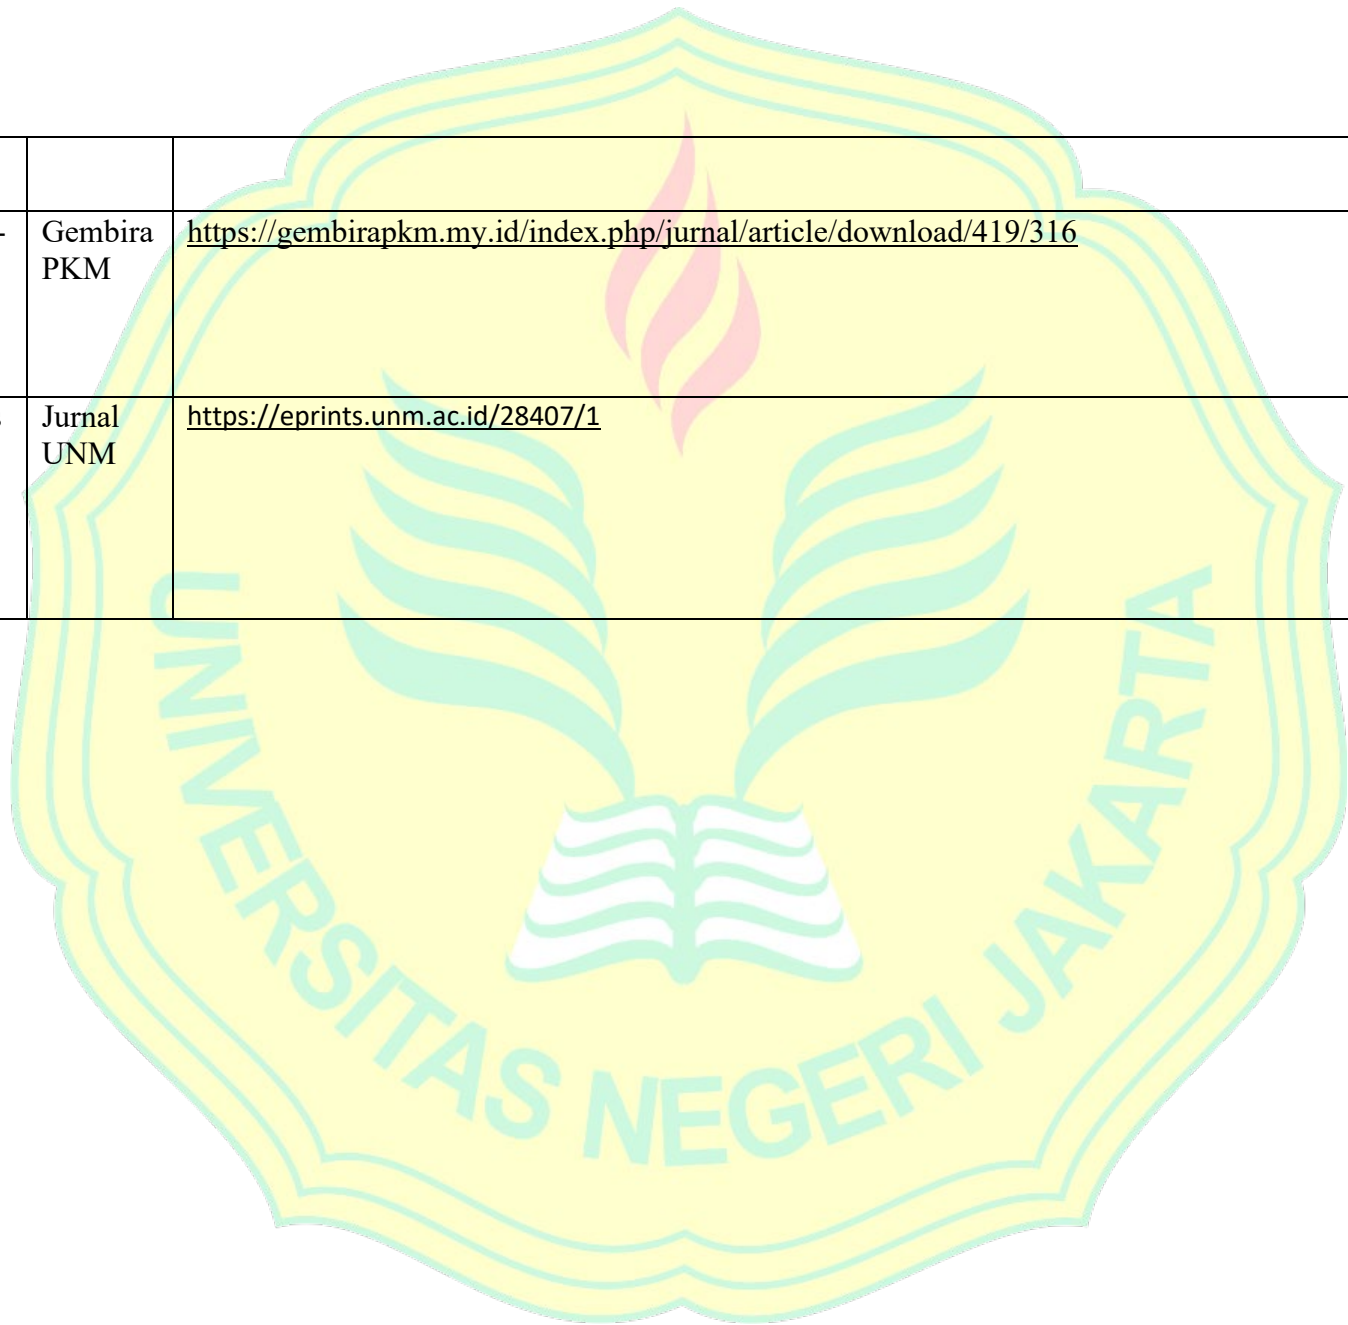 - Gembira https://gembirapkm.my.id/index.php/jurnal/article/download/419/316
PKM
Jurnal https://eprints.unm.ac.id/28407/1
UNM
UNIVERSITAS NEGERI JAKARTA